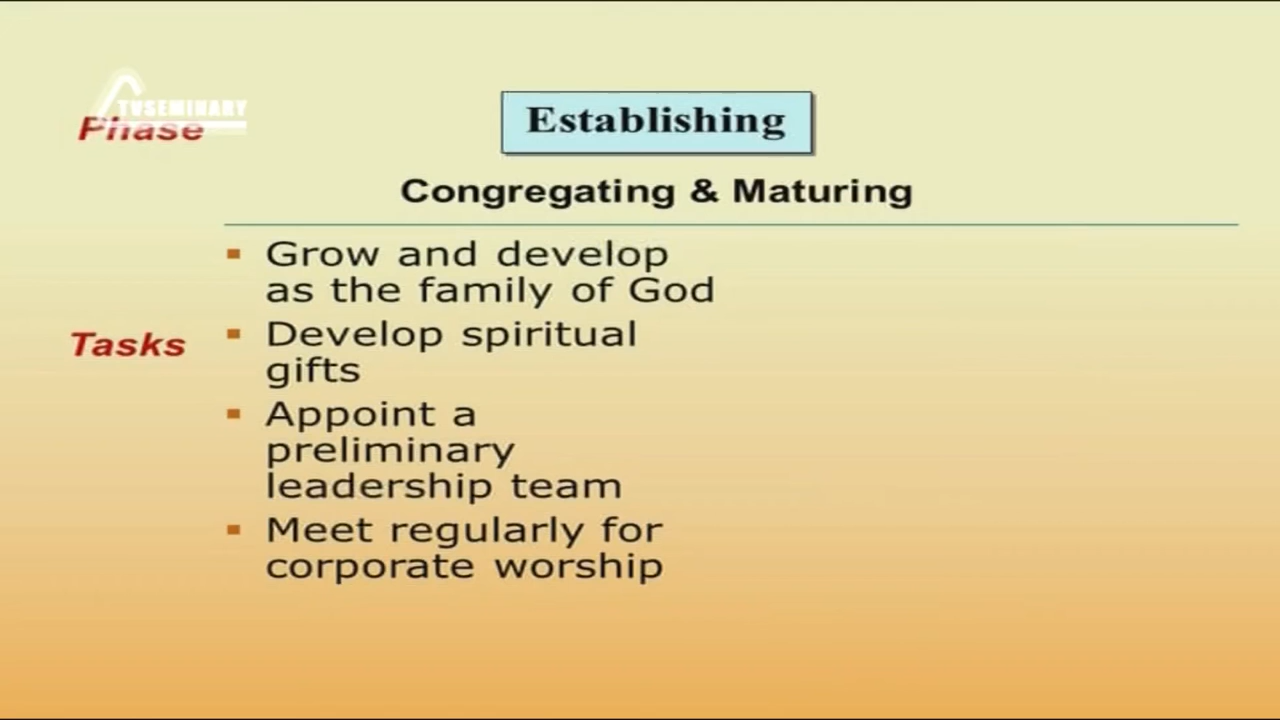 TVSEMINARY
Phase
Establishing
Congregating & Maturing
Grow and develop
as the family of God
Tasks
Develop spiritual
gifts
Appoint a
preliminary
leadership team
Meet regularly for
corporate worship